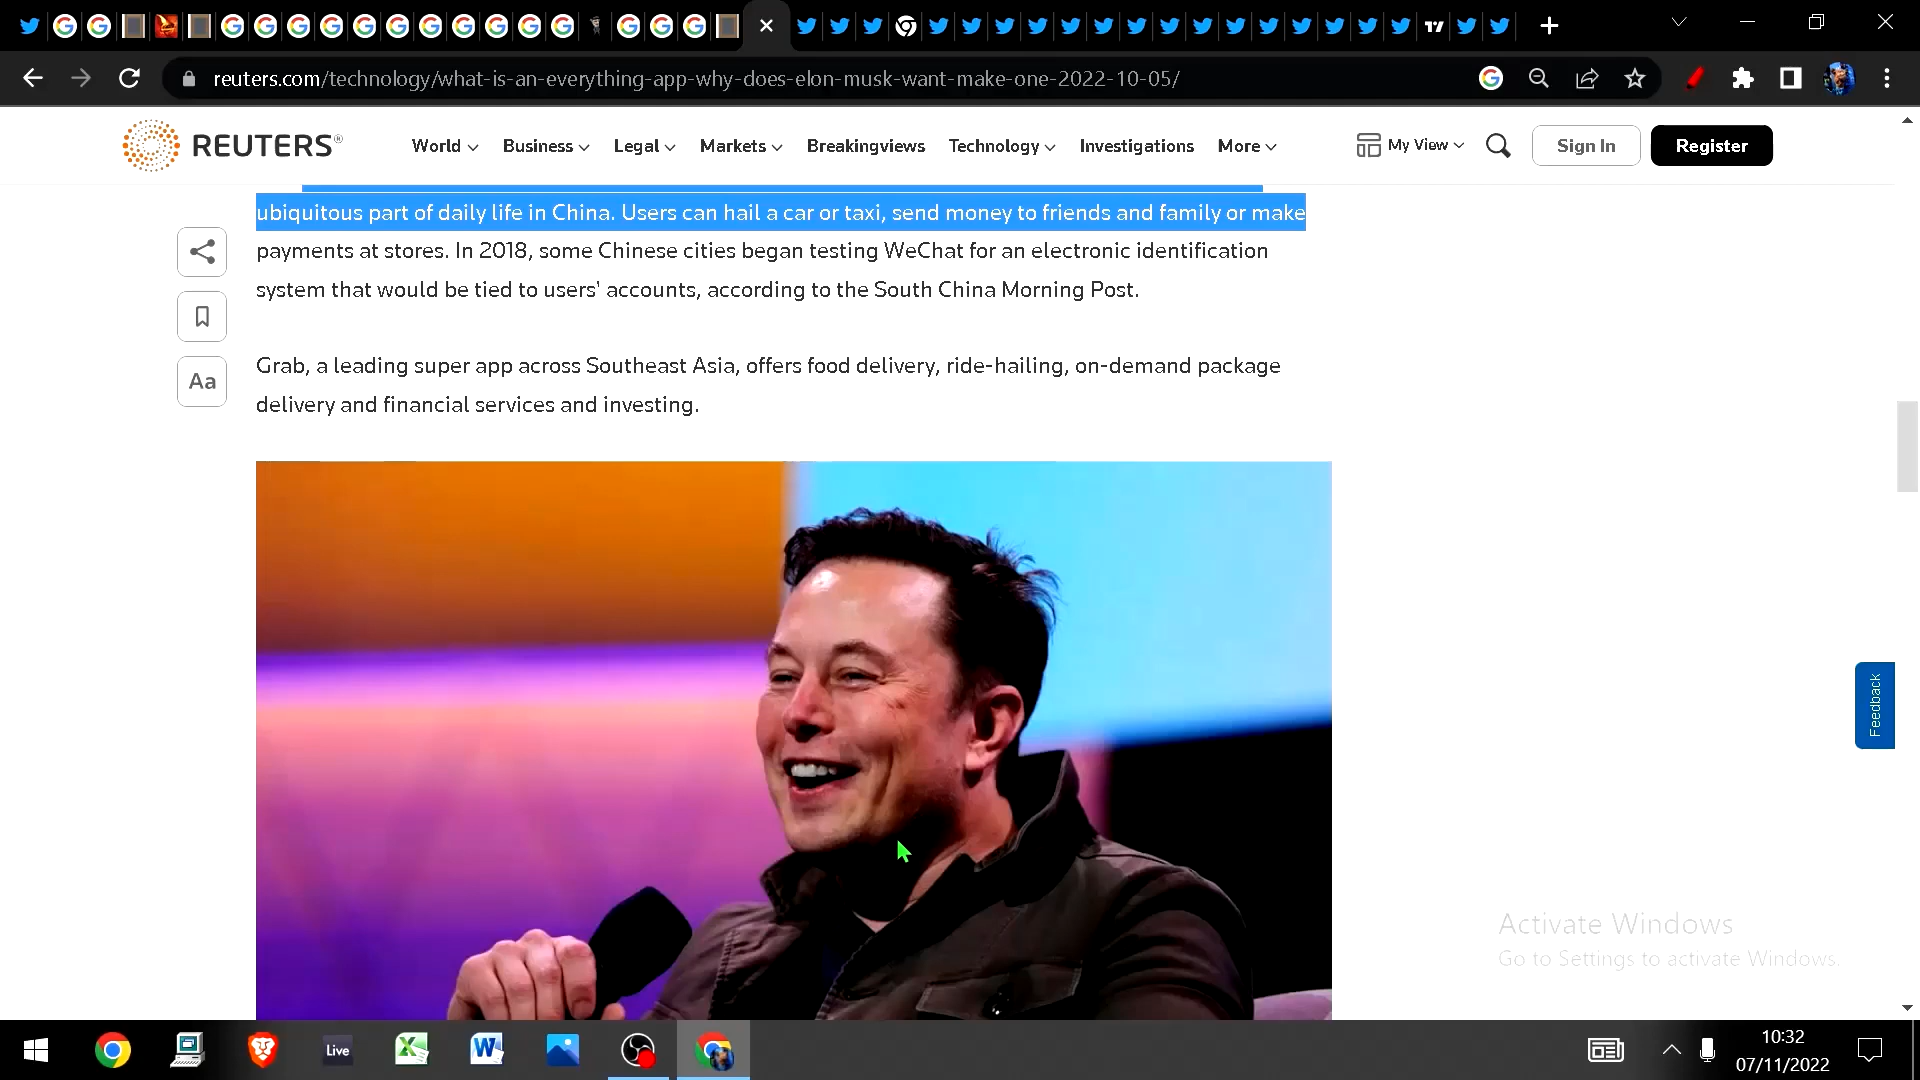 reuters.com/technology/what-is-an-everything-app-why-does-elon-musk-want-make-one-2022-10-05/
REUTERS®
World
Business
Legal
Markets
Breakingviews
Technology
Investigations
More
My View
Sign In
Register
ubiquitous part of daily life in China. Users can hail a car or taxi, send money to friends and family or make
payments at stores. In 2018, some Chinese cities began testing WeChat for an electronic identification
system that would be tied to users' accounts, according to the South China Morning Post.
Aa
Grab, a leading super app across Southeast Asia, offers food delivery, ride-hailing, on-demand package
delivery and financial services and investing.
Feedback
Activate Windows
Go to Settings to activate Windows.
Live
10:32
07/11/2022